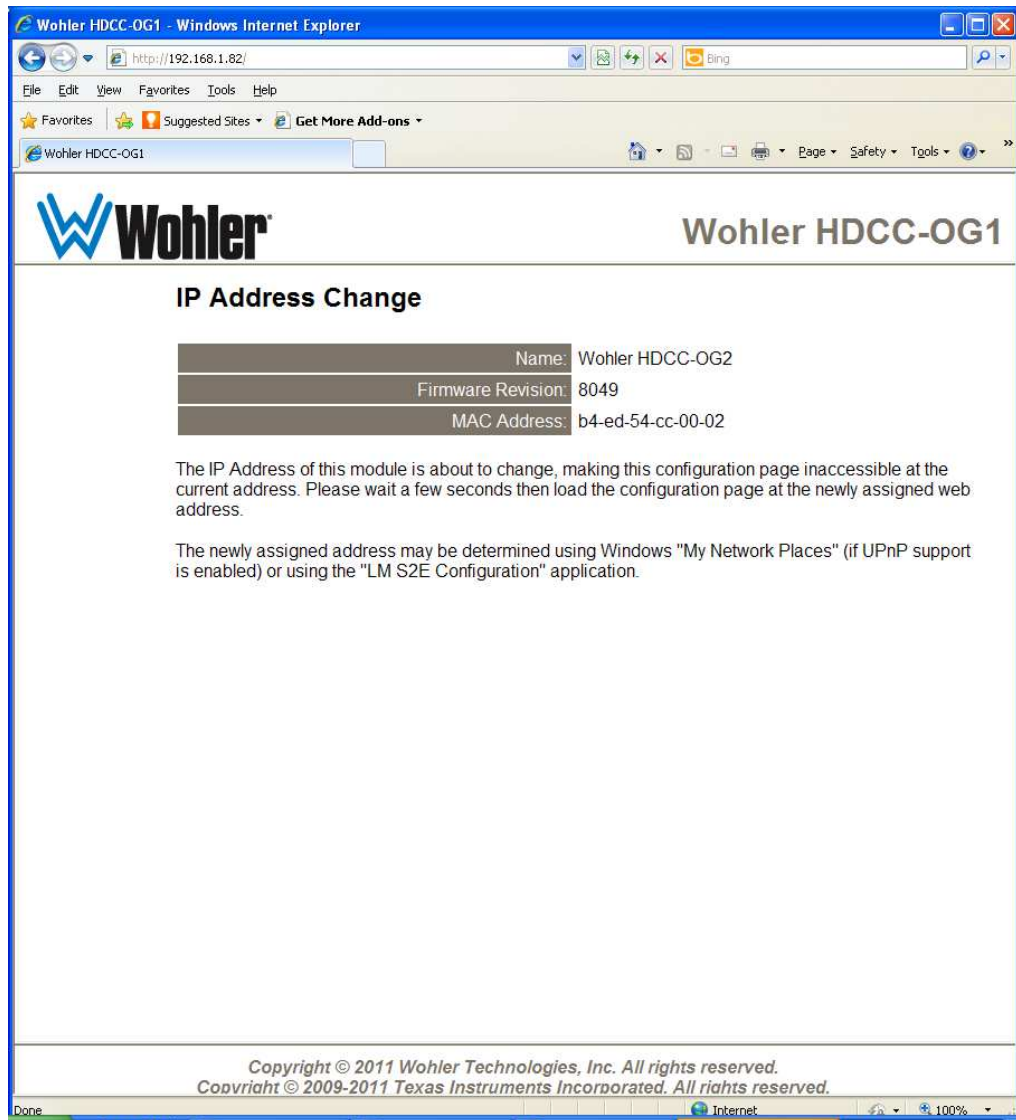 Wohler HDCC-OG1 - Windows Internet Explorer
http://192.168.1.82/
Bing
File Edit View Favorites Tools Help
Favorites Suggested Sites Get More Add-ons
Wohler HDCC-OG1
Page Safety Tools
Wohler
Wohler HDCC-OG1
IP Address Change
Name: Wohler HDCC-OG2
Firmware Revision: 8049
MAC Address: b4-ed-54-cc-00-02
The IP Address of this module is about to change, making this configuration page inaccessible at the
current address. Please wait a few seconds then load the configuration page at the newly assigned web
address.
The newly assigned address may be determined using Windows "My Network Places" (if UPnP support
is enabled) or using the "LM S2E Configuration" application.
Copyright © 2011 Wohler Technologies, Inc. All rights reserved.
Copyright © 2009-2011 Texas Instruments Incorporated. All rights reserved.
Done Internet 100%